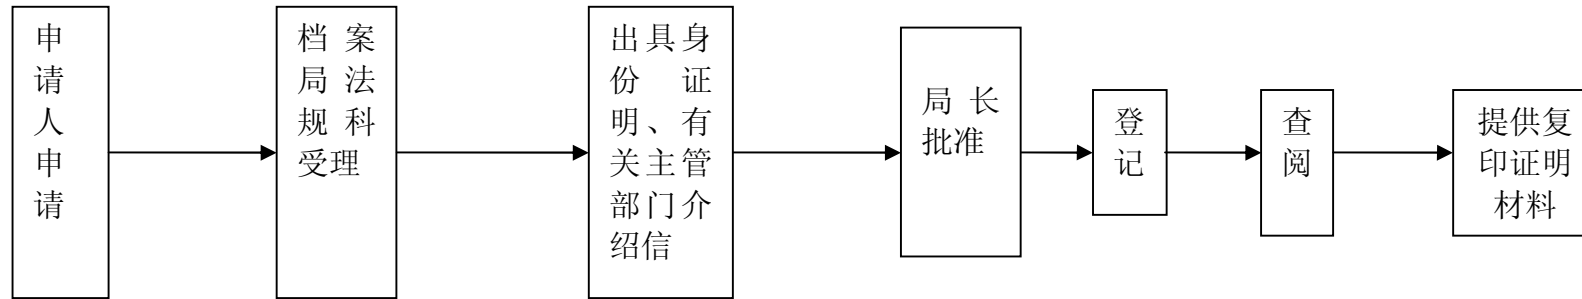 申
请
人
申
请
档案
局法
规科
受理
出具身
份证
明、有
关主管
部门介
绍信
局长
批准
登
记
查
阅
提供复
印证明
材料